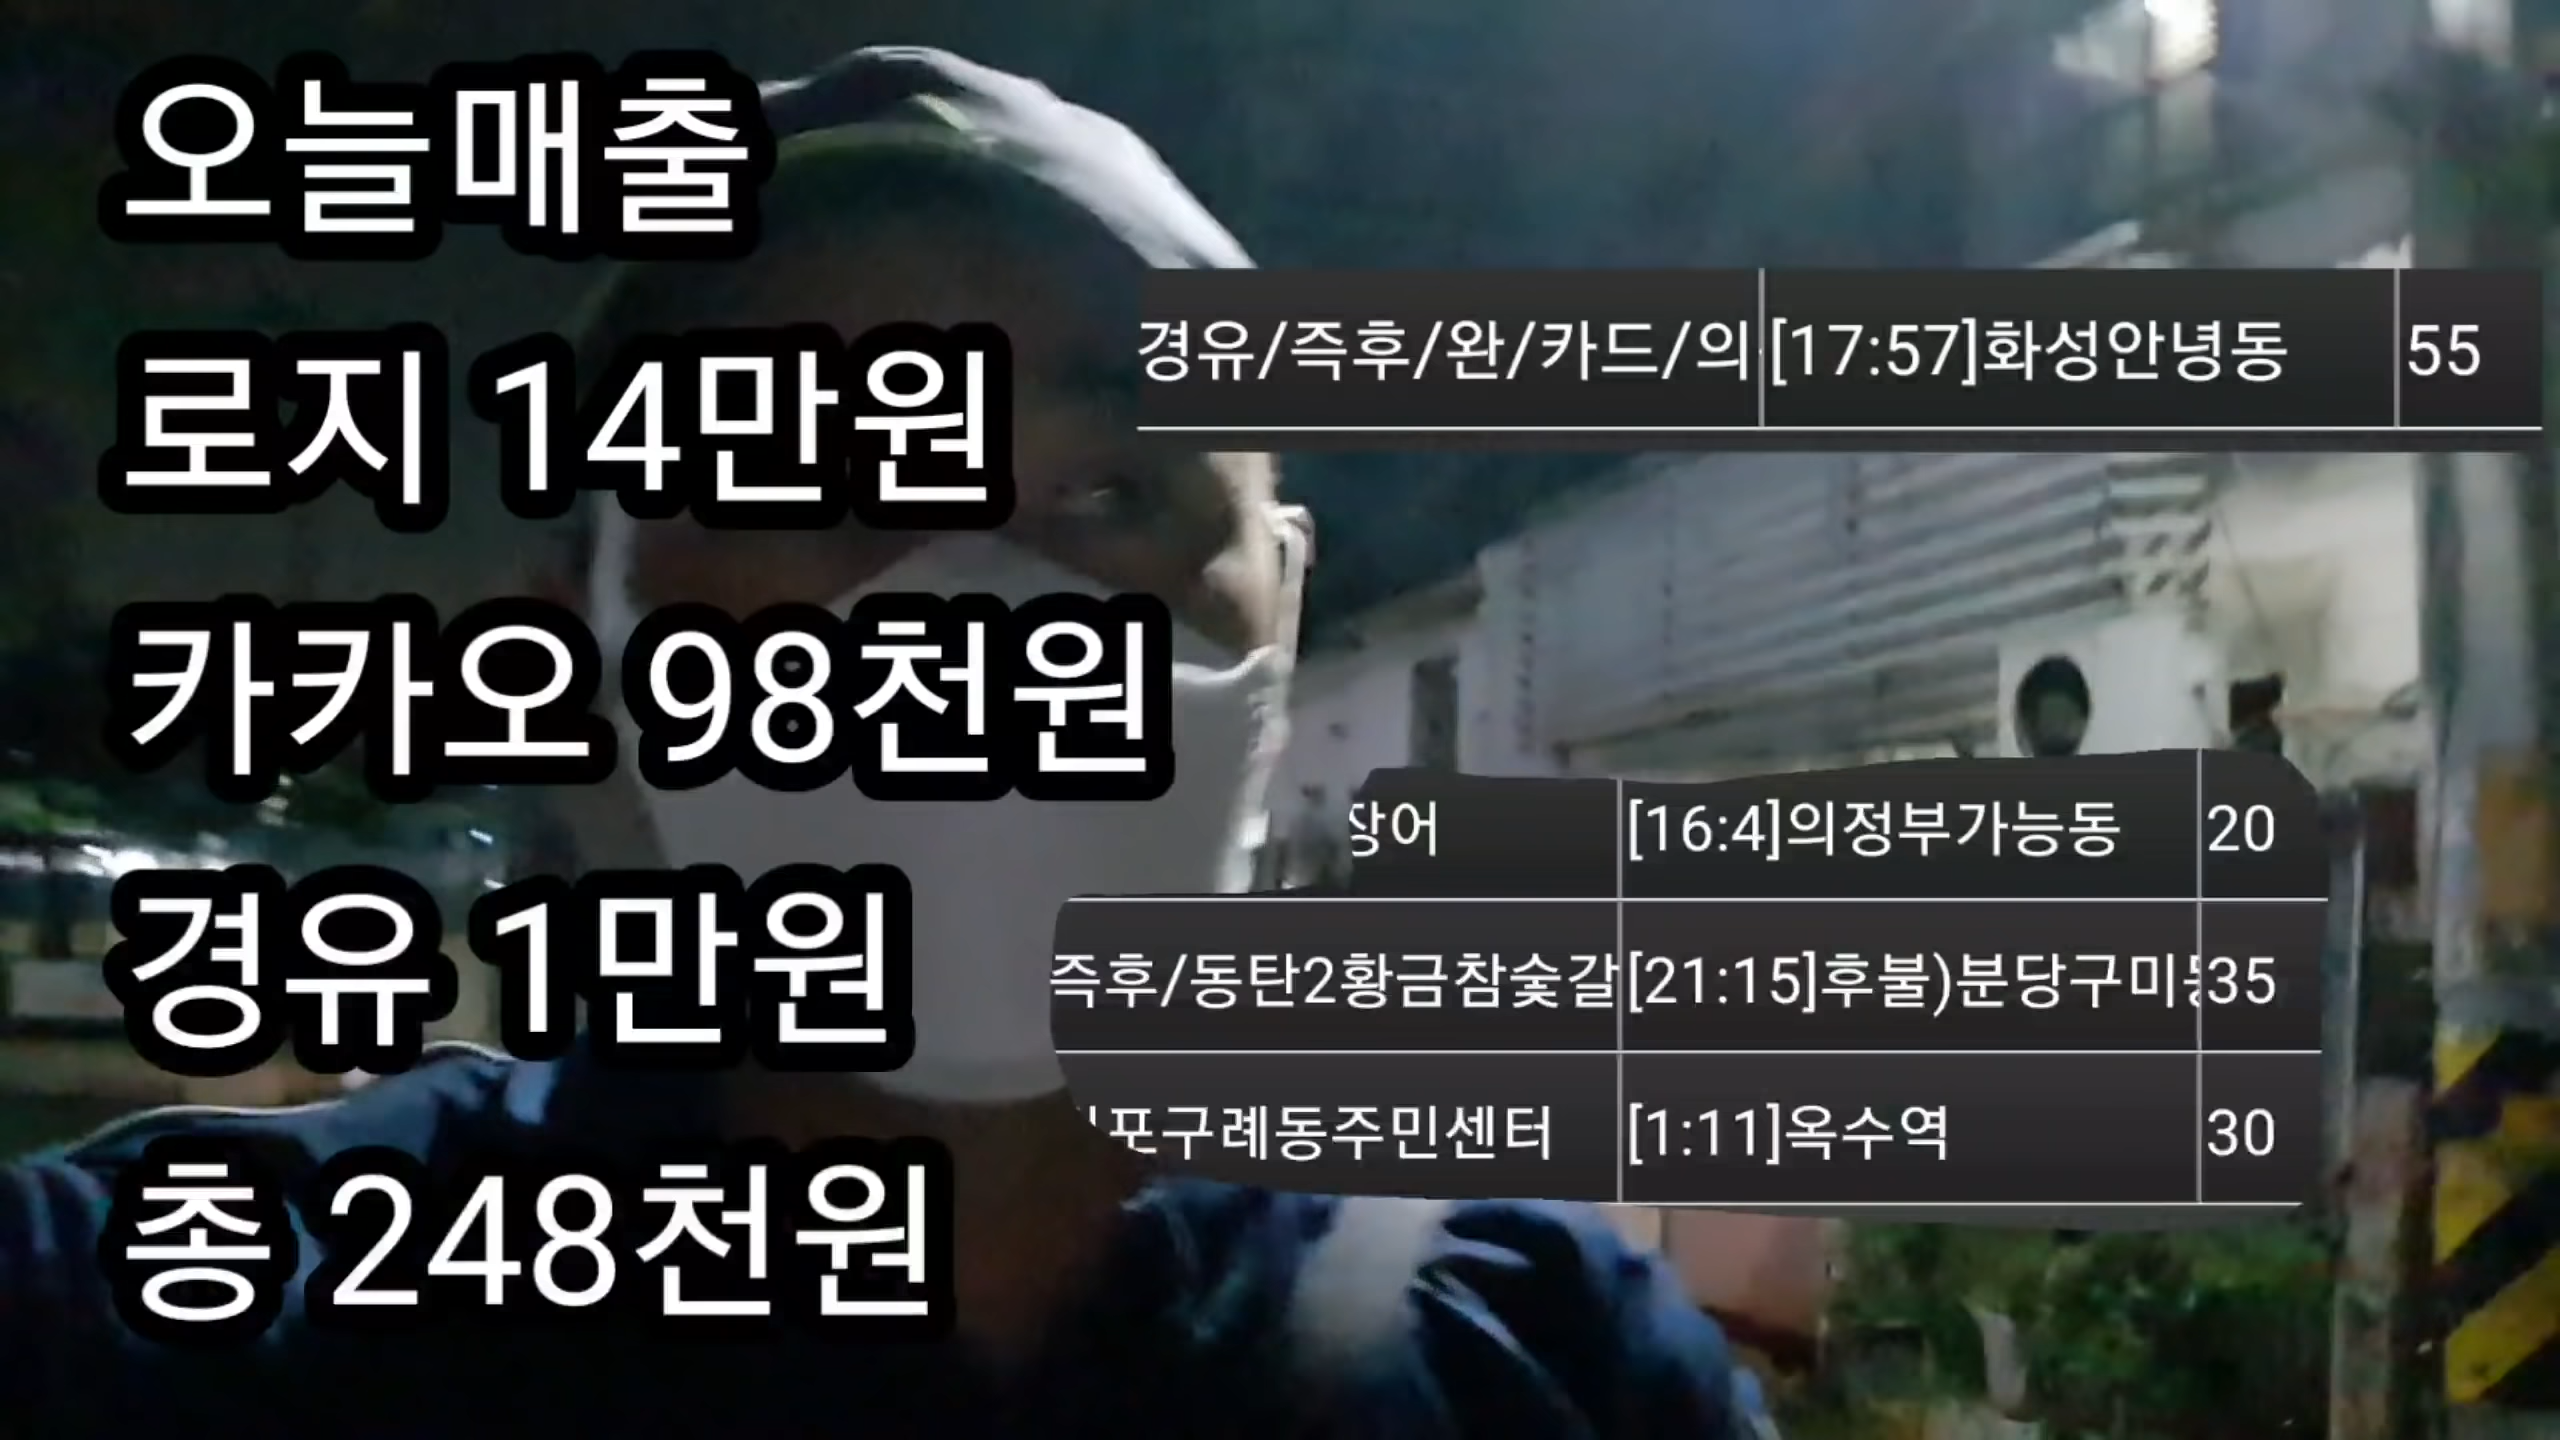 오늘매출
로지 14만원
카카오 98천원
경유 1만원
총 248천원
경유/즉후/완/카드/의 [17:57]화성안녕동 55
장어 [16:4]의정부가능동 20
즉후/동탄2황금참숯갈 [21:15]후불)분당구미동 35
포구례동주민센터 [1:11]옥수역 30